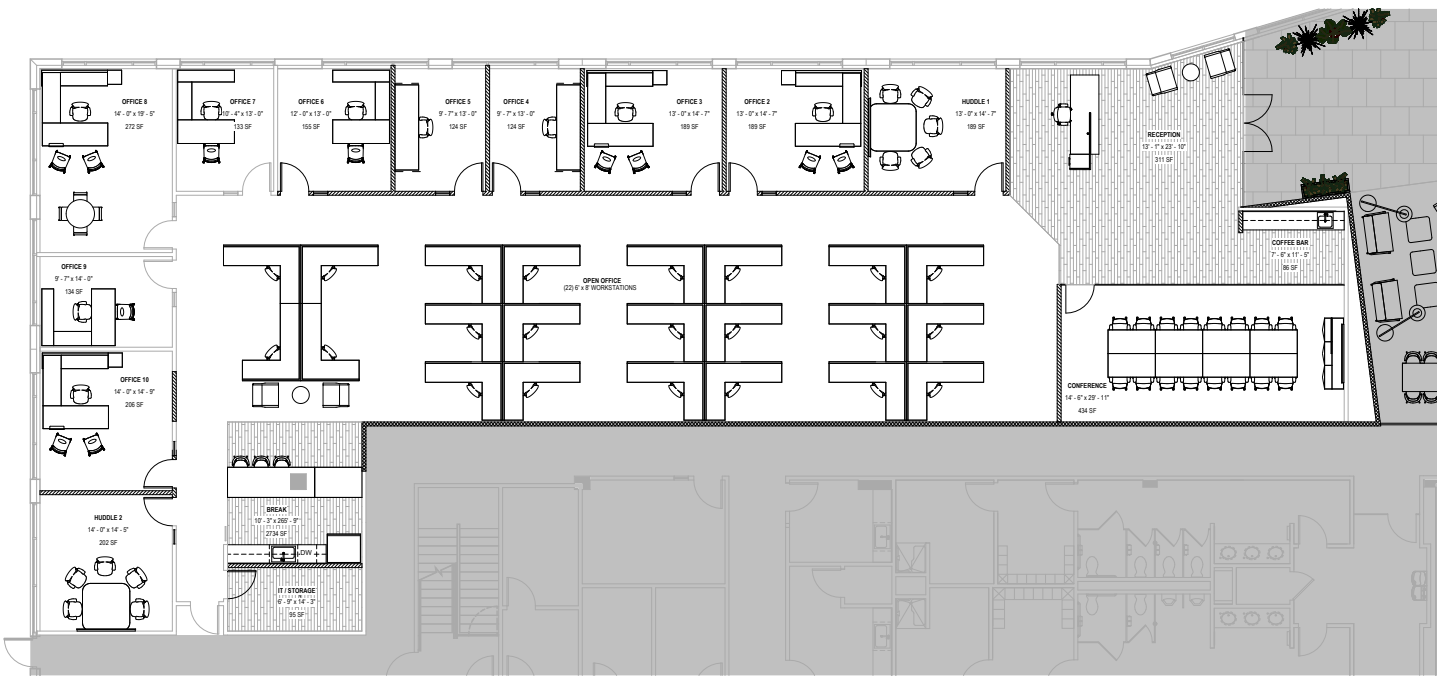 OFFICE 8
14' - 0" x 19' - 5"
272 SF
OFFICE 7
10' - 4" x 13' - 0"
133 SF
OFFICE 6
12' - 0" x 13' - 0"
155 SF
OFFICE 5
9' - 7" x 13' - 0"
124 SF
OFFICE 4
9' - 7" x 13' - 0"
124 SF
OFFICE 3
13' - 0" x 14' - 7"
189 SF
OFFICE 2
13' - 0" x 14' - 7"
189 SF
HUDDLE 1
13' - 0" x 14' - 7"
189 SF
RECEPTION
13' - 1" x 23' - 10"
311 SF
COFFEE BAR
7' - 6" x 11' - 5"
86 SF
OFFICE 9
9' - 7" x 14' - 0"
134 SF
OPEN OFFICE
(22) 6' x 8' WORKSTATIONS
OFFICE 10
14' - 0" x 14' - 9"
206 SF
CONFERENCE
14' - 6" x 29' - 11"
434 SF
HUDDLE 2
14' - 0" x 14' - 5"
202 SF
BREAK
10' - 3" x 265' - 9"
2734 SF
DW
IT / STORAGE
6' - 9" x 14' - 3"
95 SF